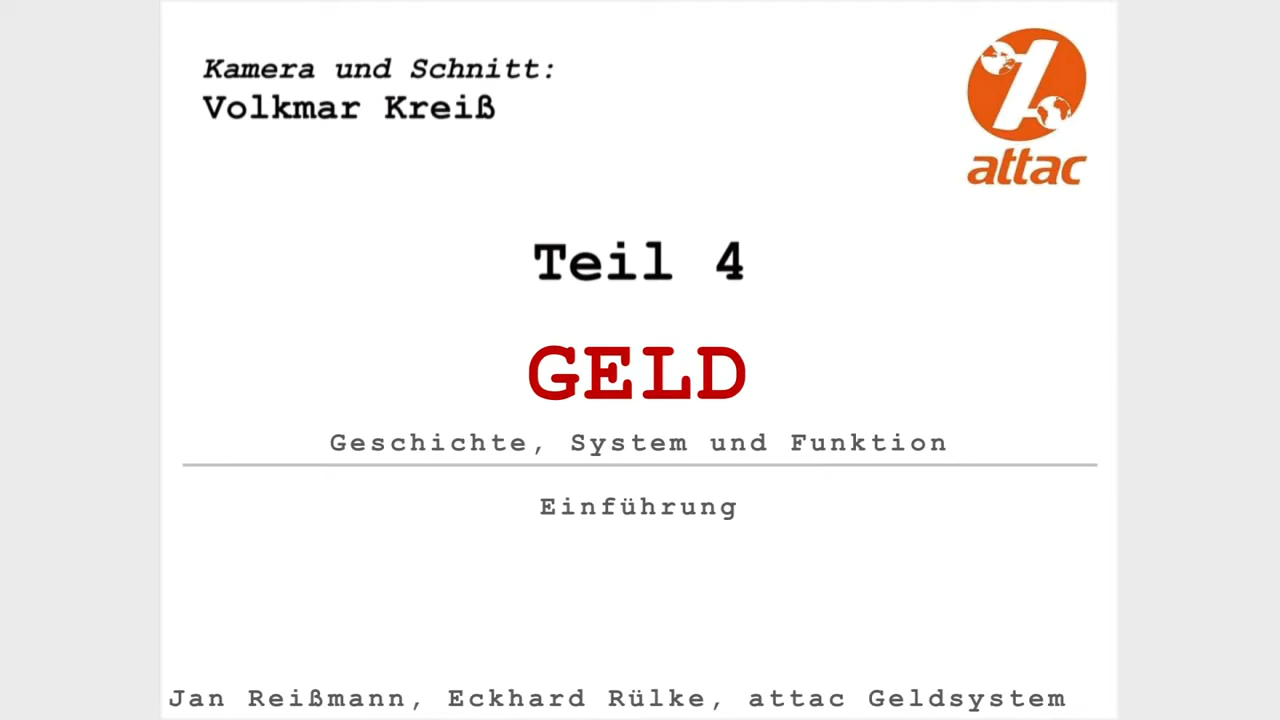 Kamera und Schnitt:
Volkmar Kreiß
attac
Teil 4
GELD
Geschichte, System und Funktion
Einführung
Jan Reißmann, Eckhard Rülke, attac Geldsystem